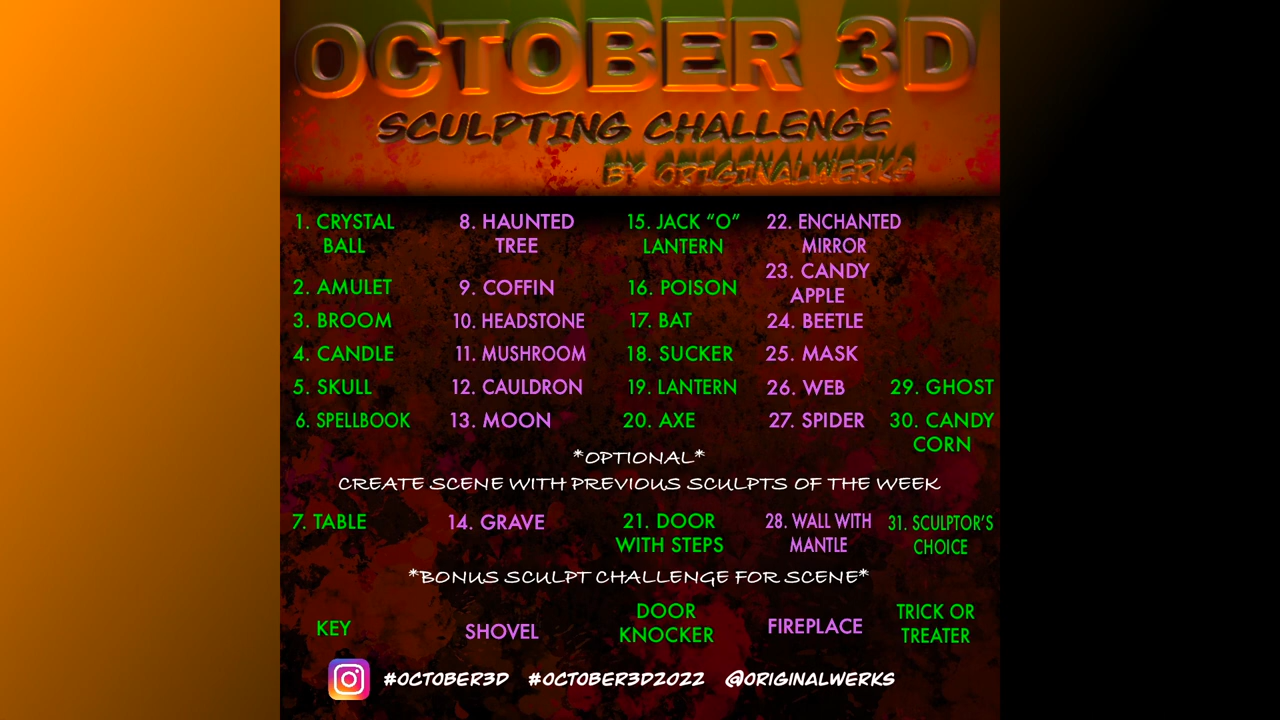 OCTOBER 3D
SCULPTING CHALLENGE
BY ORIGINALWERKS
1. CRYSTAL
BALL
2. AMULET
3. BROOM
4. CANDLE
5. SKULL
6. SPELLBOOK
8. HAUNTED
TREE
9. COFFIN
10. HEADSTONE
11. MUSHROOM
12. CAULDRON
13. MOON
15. JACK “O”
LANTERN
16. POISON
17. BAT
18. SUCKER
19. LANTERN
20. AXE
22. ENCHANTED
MIRROR
23. CANDY
APPLE
24. BEETLE
25. MASK
26. WEB
27. SPIDER
29. GHOST
30. CANDY
CORN
*OPTIONAL*
CREATE SCENE WITH PREVIOUS SCULPTS OF THE WEEK
7. TABLE
14. GRAVE
21. DOOR
WITH STEPS
28. WALL WITH
MANTLE
31. SCULPTOR'S
CHOICE
*BONUS SCULPT CHALLENGE FOR SCENE*
KEY
SHOVEL
DOOR
KNOCKER
FIREPLACE
TRICK OR
TREATER
#OCTOBER3D #OCTOBER3D2022 @ORIGINALWERKS